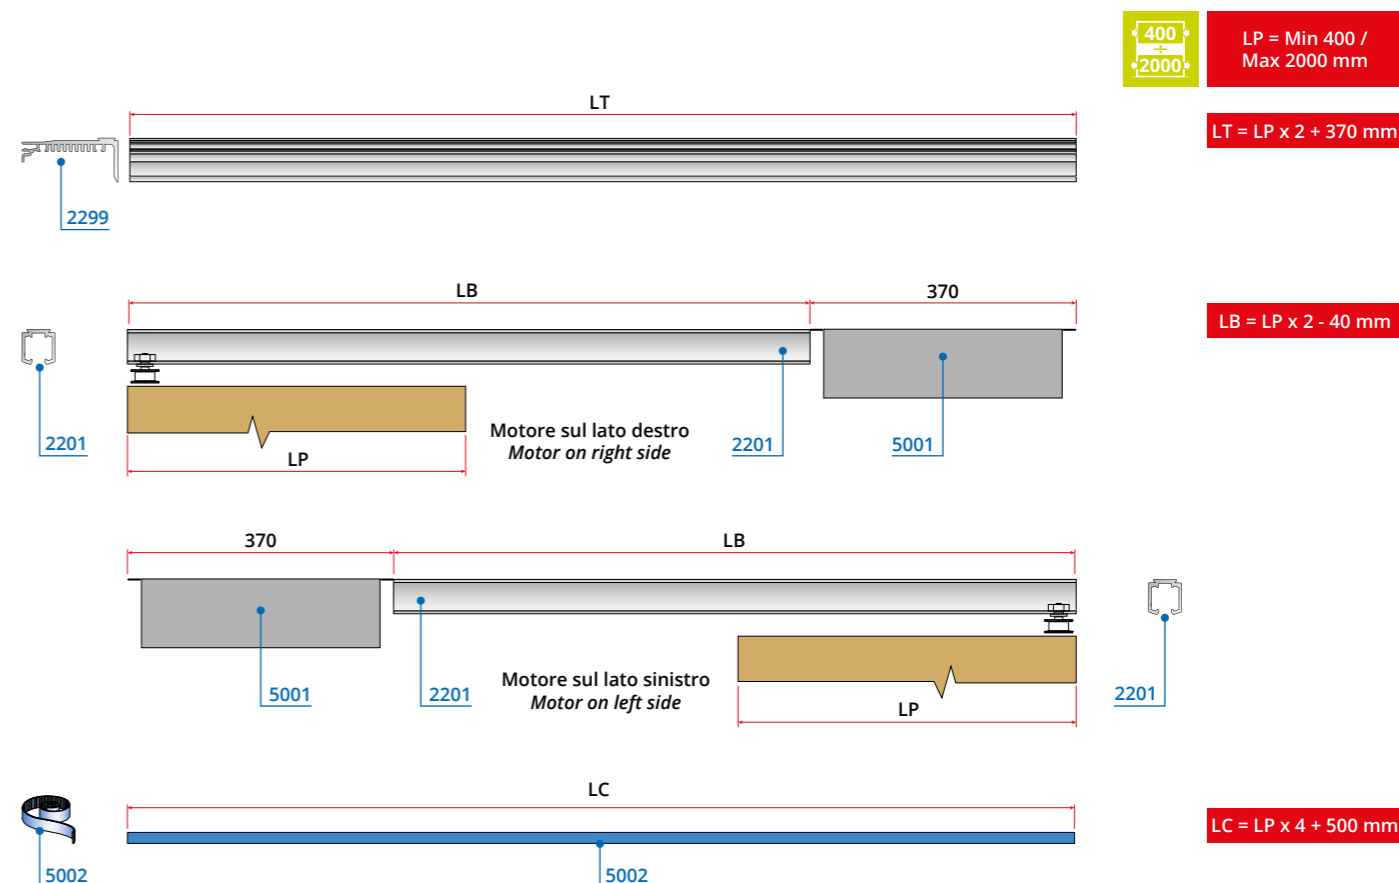 400
÷
2000
LP = Min 400 /
Max 2000 mm
LT
LT = LP x 2 + 370 mm
2299
LB
370
LB = LP x 2 - 40 mm
2201
LP
Motore sul lato destro
Motor on right side
2201
5001
370
LB
5001
2201
Motore sul lato sinistro
Motor on left side
LP
2201
LC
LC = LP x 4 + 500 mm
5002
5002